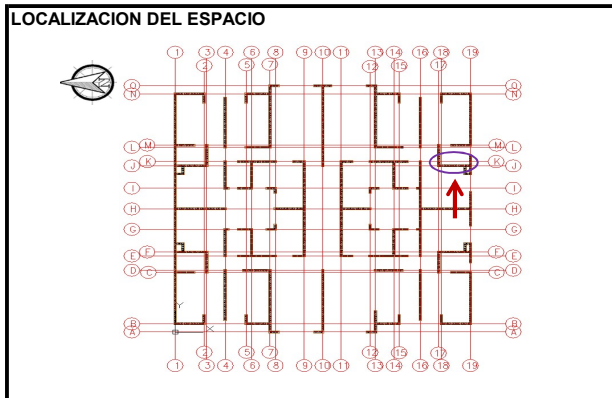 LOCALIZACION DEL ESPACIO
1 3 4 6 8 9 10 11 13 14 16 18 19
2 5 7 12 15 17
O O
N N
M M
L L
K K
J J
I I
H H
G G
F F
E E
D D
C C
Y
B B
X
A A
2 5 7 12 15 17
1 3 4 6 8 9 10 11 13 14 16 18 19